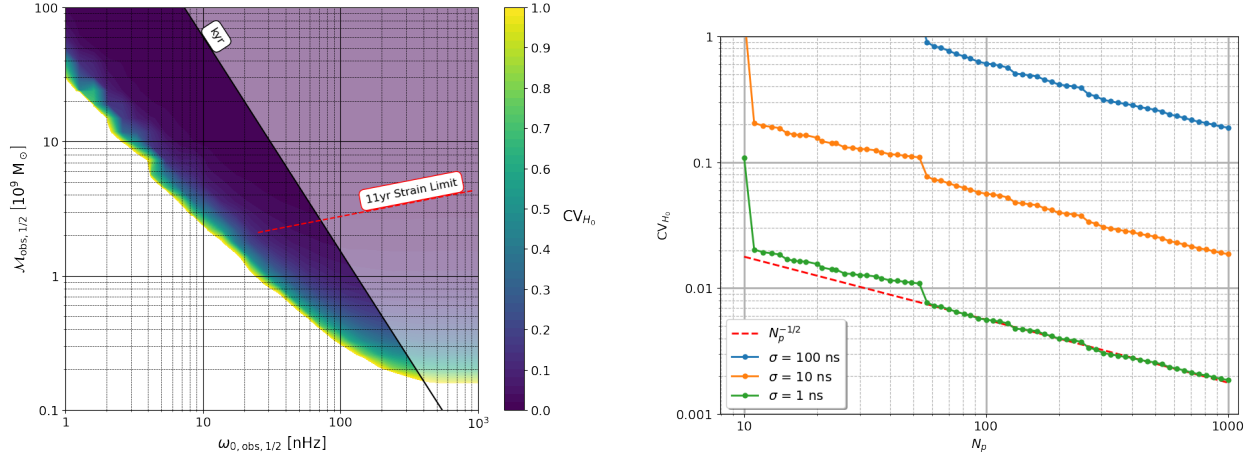 100
10
1
0.1
1
10
100
10³
ℳobs, 1/2 [10⁹ M⊙]
ω0, obs, 1/2 [nHz]
kyr
11yr Strain Limit
1.0
0.9
0.8
0.7
0.6
0.5
0.4
0.3
0.2
0.1
0.0
CVH₀
1
0.1
0.01
0.001
10
100
1000
CVH₀
Np
Np^−1/2
σ = 100 ns
σ = 10 ns
σ = 1 ns